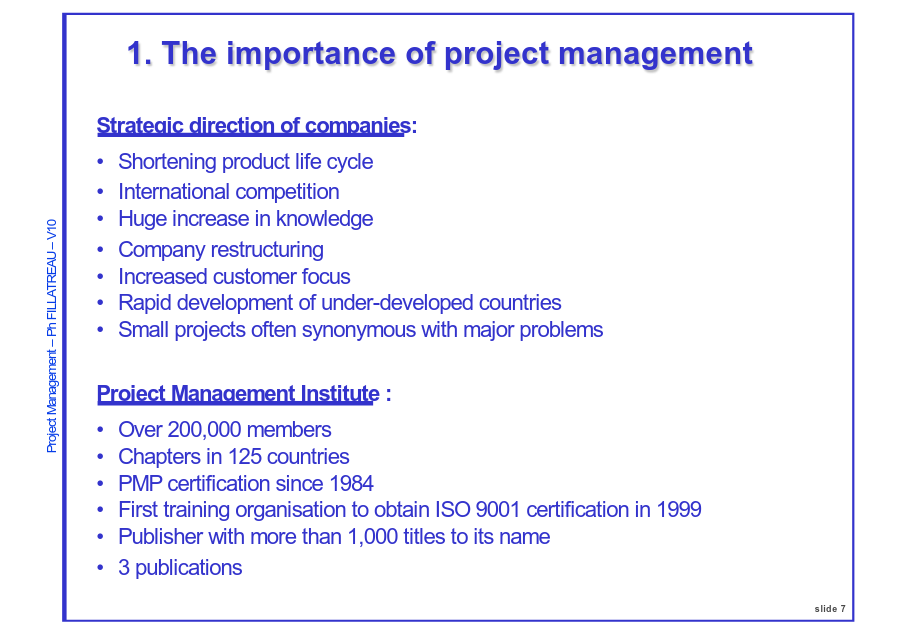 1. The importance of project management
Strategic direction of companies:
• Shortening product life cycle
• International competition
• Huge increase in knowledge
• Company restructuring
• Increased customer focus
• Rapid development of under-developed countries
• Small projects often synonymous with major problems
Project Management Institute :
• Over 200,000 members
• Chapters in 125 countries
• PMP certification since 1984
• First training organisation to obtain ISO 9001 certification in 1999
• Publisher with more than 1,000 titles to its name
• 3 publications
Project Management – Ph FILLATREAU – V10
slide 7